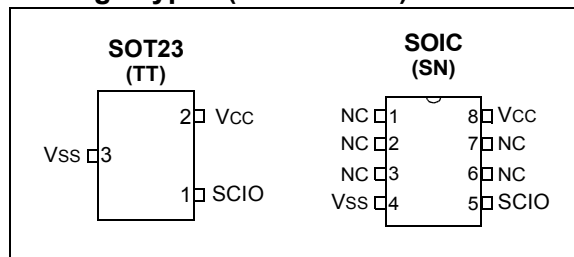 SOT23
(TT)
2 VCC
VSS 3
1 SCIO
SOIC
(SN)
NC 1 8 VCC
NC 2 7 NC
NC 3 6 NC
VSS 4 5 SCIO